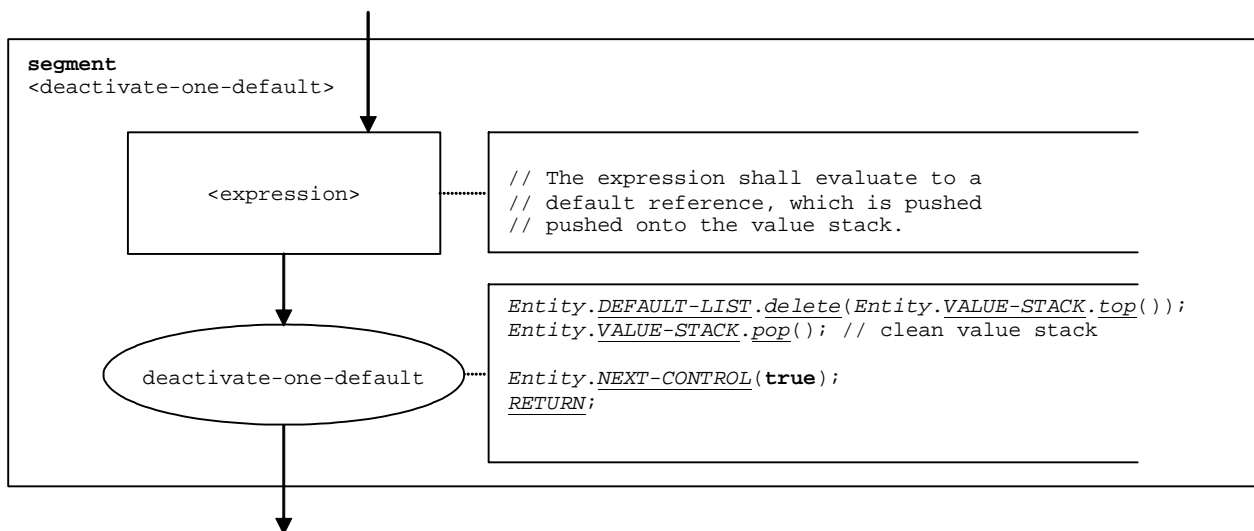 segment
<deactivate-one-default>
<expression>
// The expression shall evaluate to a
// default reference, which is pushed
// pushed onto the value stack.
deactivate-one-default
Entity.DEFAULT-LIST.delete(Entity.VALUE-STACK.top());
Entity.VALUE-STACK.pop(); // clean value stack
Entity.NEXT-CONTROL(true);
RETURN;